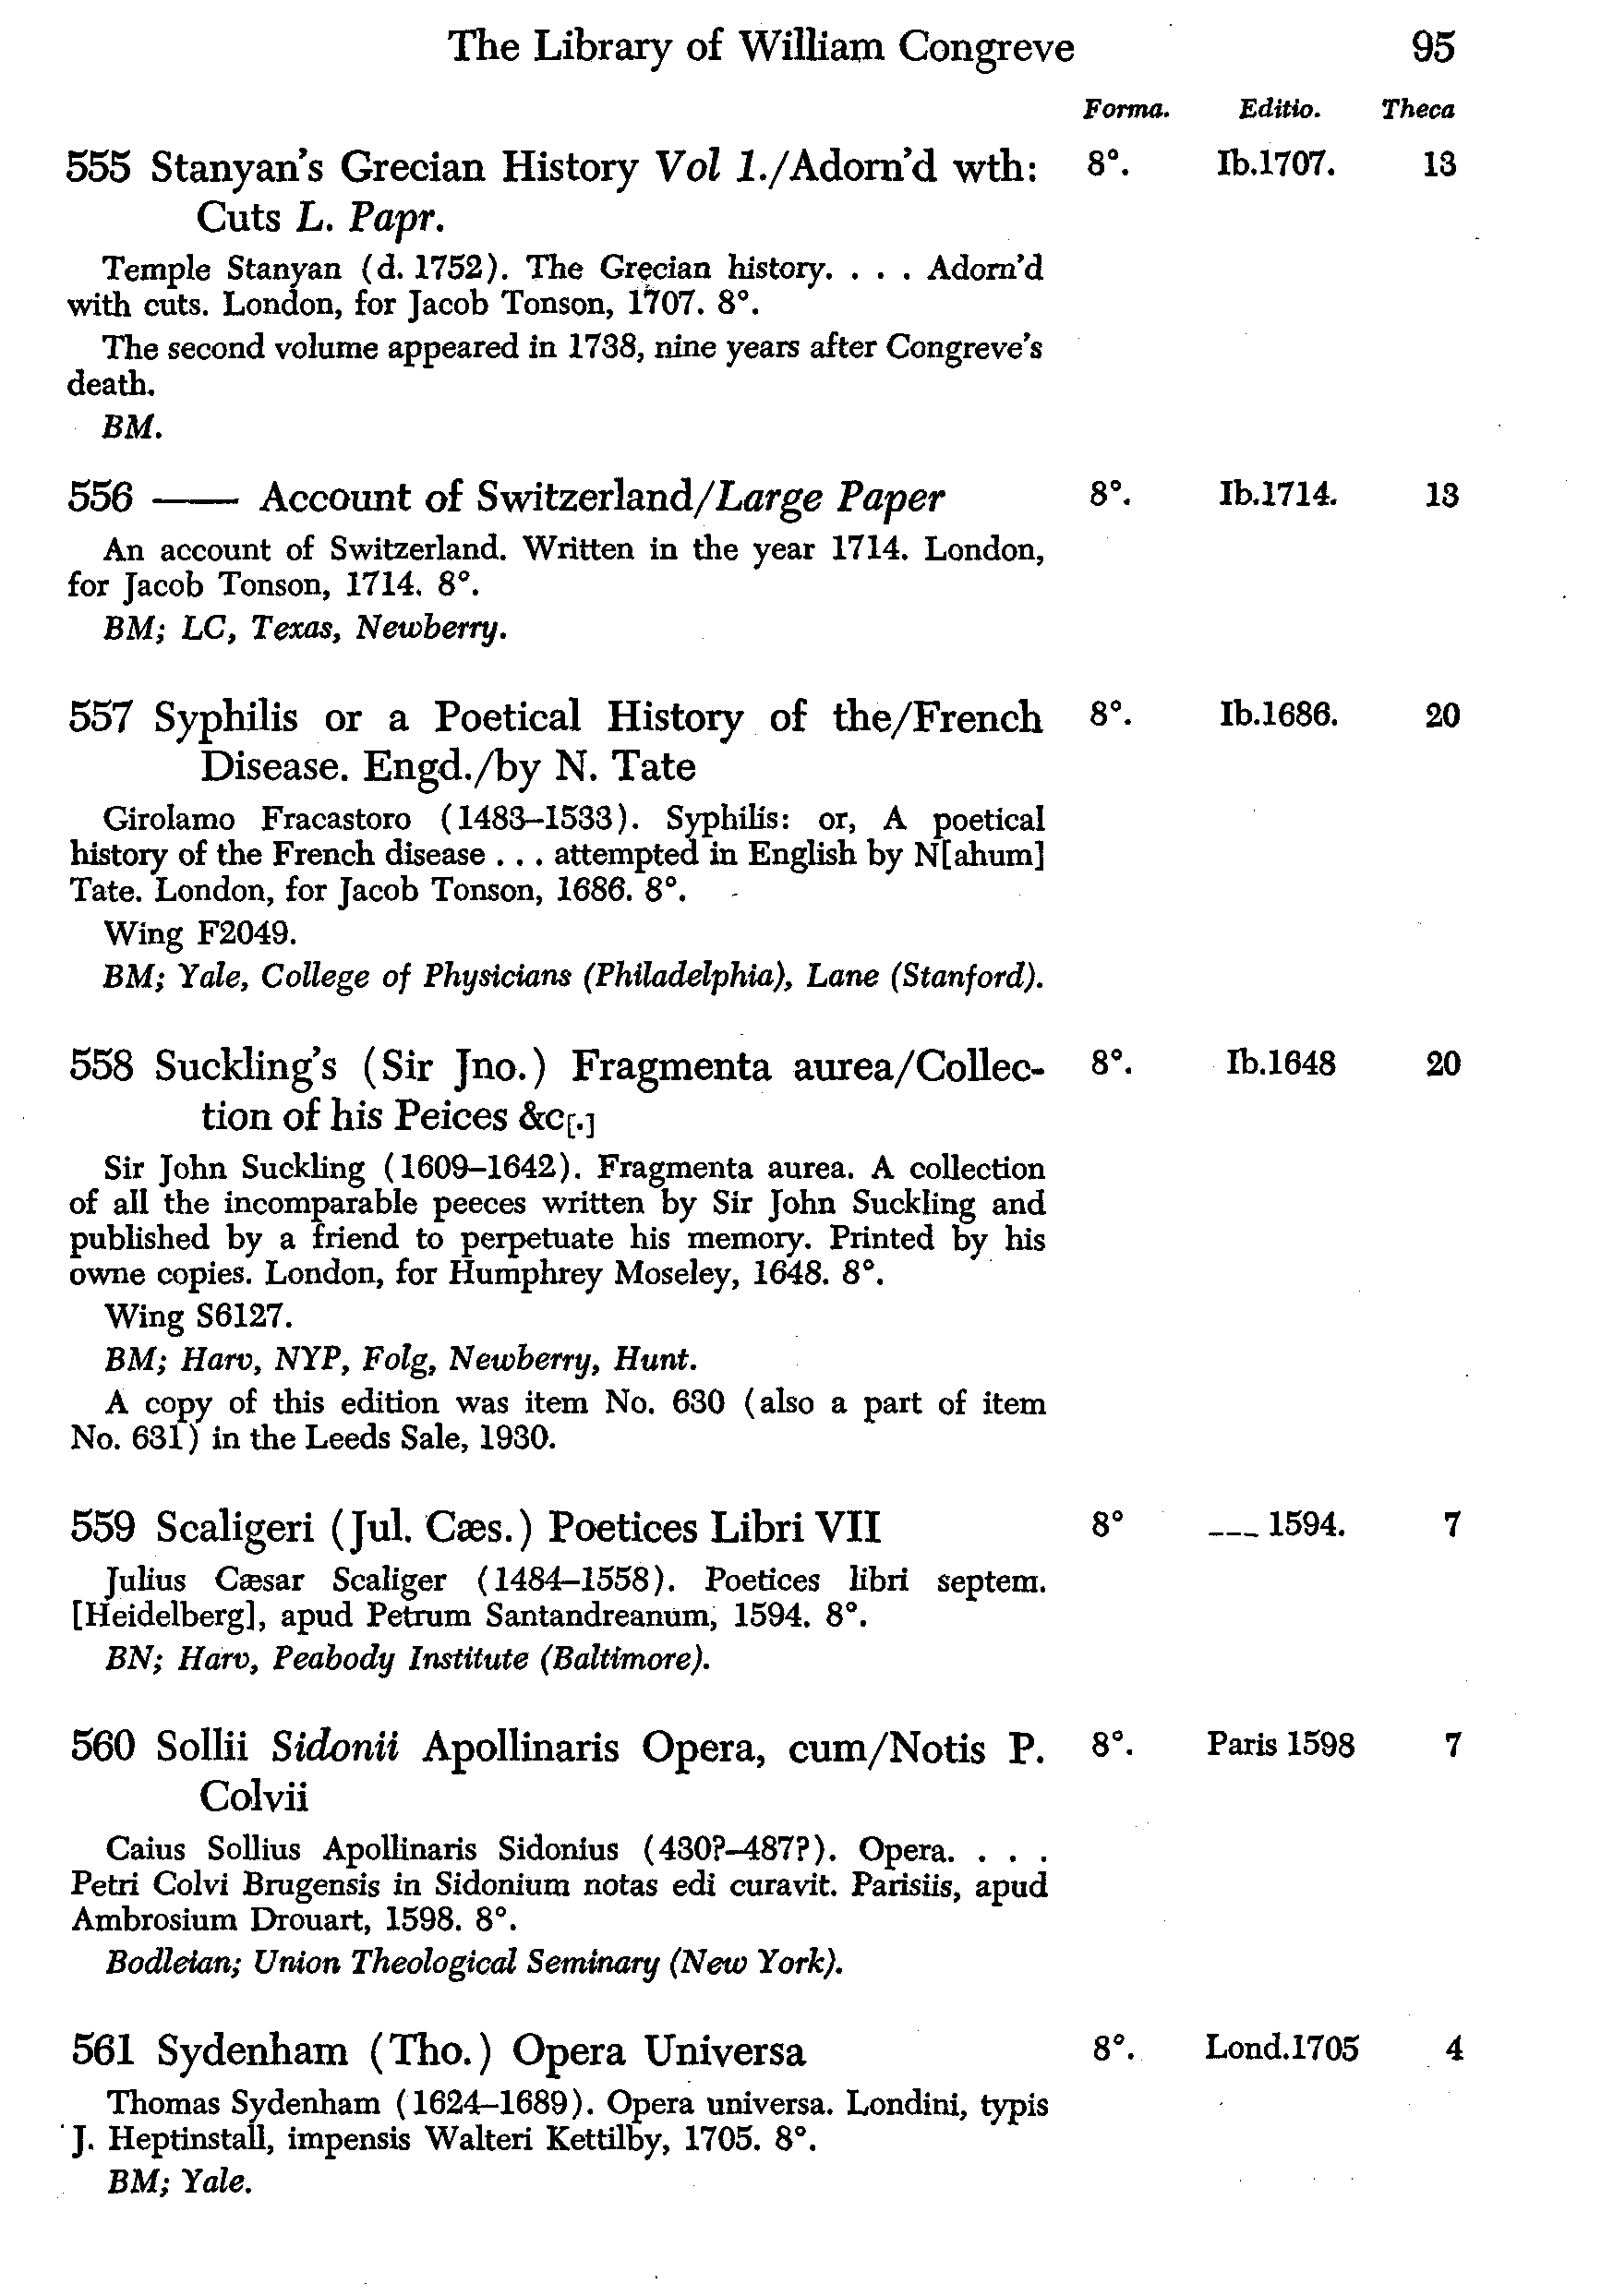 The Library of William Congreve 95
Forma. Editio. Theca
555 Stanyan's Grecian History Vol 1./Adorn'd wth: 8°. Ib.1707. 13
Cuts L. Papr.
Temple Stanyan (d. 1752). The Grecian history. . . . Adorn'd
with cuts. London, for Jacob Tonson, 1707. 8°.
The second volume appeared in 1738, nine years after Congreve's
death.
BM.
556 —— Account of Switzerland/Large Paper 8°. Ib.1714. 13
An account of Switzerland. Written in the year 1714. London,
for Jacob Tonson, 1714. 8°.
BM; LC, Texas, Newberry.
557 Syphilis or a Poetical History of the/French 8°. Ib.1686. 20
Disease. Engd./by N. Tate
Girolamo Fracastoro (1483–1533). Syphilis: or, A poetical
history of the French disease . . . attempted in English by N[ahum]
Tate. London, for Jacob Tonson, 1686. 8°.
Wing F2049.
BM; Yale, College of Physicians (Philadelphia), Lane (Stanford).
558 Suckling's (Sir Jno.) Fragmenta aurea/Collec- 8°. Ib.1648 20
tion of his Peices &c[.]
Sir John Suckling (1609–1642). Fragmenta aurea. A collection
of all the incomparable peeces written by Sir John Suckling and
published by a friend to perpetuate his memory. Printed by his
owne copies. London, for Humphrey Moseley, 1648. 8°.
Wing S6127.
BM; Harv, NYP, Folg, Newberry, Hunt.
A copy of this edition was item No. 630 (also a part of item
No. 631) in the Leeds Sale, 1930.
559 Scaligeri (Jul. Cæs.) Poetices Libri VII 8° ___ 1594. 7
Julius Cæsar Scaliger (1484–1558). Poetices libri septem.
[Heidelberg], apud Petrum Santandreanum, 1594. 8°.
BN; Harv, Peabody Institute (Baltimore).
560 Sollii Sidonii Apollinaris Opera, cum/Notis P. 8°. Paris 1598 7
Colvii
Caius Sollius Apollinaris Sidonius (430?–487?). Opera. . . .
Petri Colvi Brugensis in Sidonium notas edi curavit. Parisiis, apud
Ambrosium Drouart, 1598. 8°.
Bodleian; Union Theological Seminary (New York).
561 Sydenham (Tho.) Opera Universa 8°. Lond.1705 4
Thomas Sydenham (1624–1689). Opera universa. Londini, typis
J. Heptinstall, impensis Walteri Kettilby, 1705. 8°.
BM; Yale.